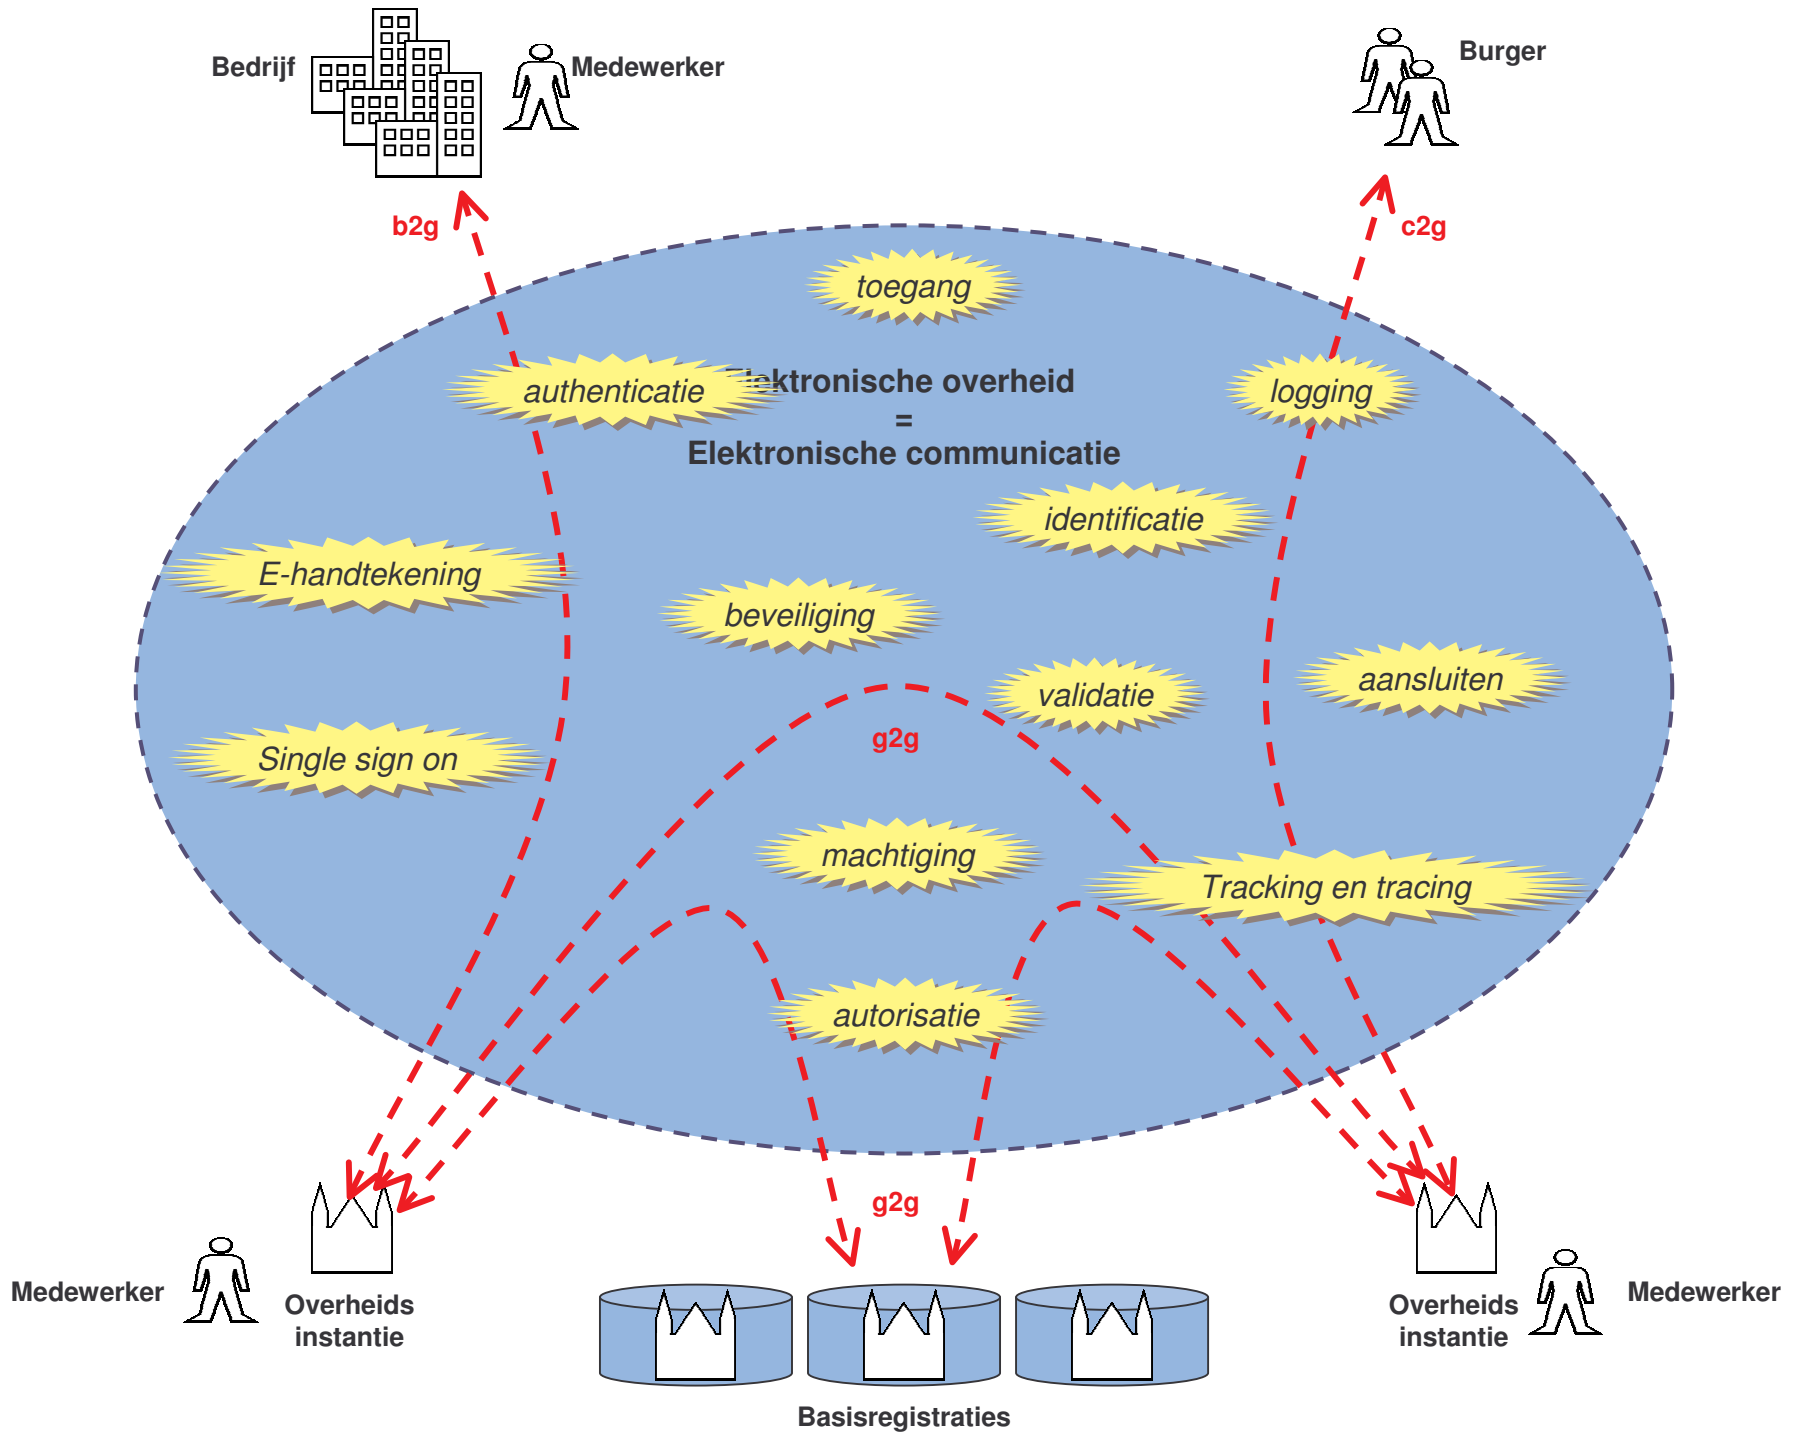 Bedrijf
Medewerker
Burger
b2g
c2g
toegang
authenticatie
Elektronische overheid
=
Elektronische communicatie
logging
identificatie
E-handtekening
beveiliging
validatie
aansluiten
g2g
Single sign on
machtiging
Tracking en tracing
autorisatie
g2g
Medewerker
Overheids
instantie
Overheids
instantie
Medewerker
Basisregistraties